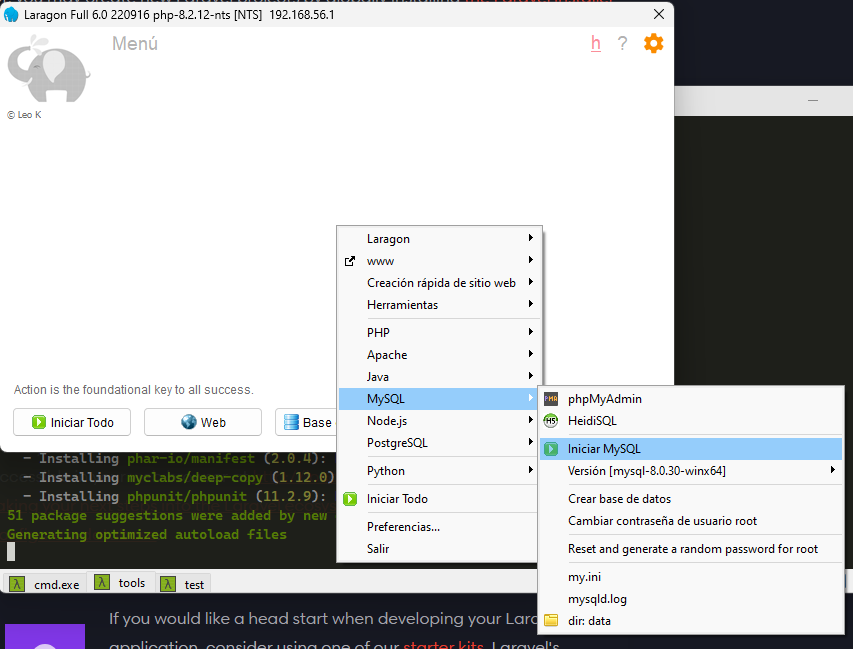 Laragon Full 6.0 220916 php-8.2.12-nts [NTS] 192.168.56.1
Menú
h ?
© Leo K
Laragon
www
Creación rápida de sitio web
Herramientas
PHP
Apache
Java
MySQL
Node.js
PostgreSQL
Python
Iniciar Todo
Preferencias...
Salir
phpMyAdmin
HeidiSQL
Iniciar MySQL
Versión [mysql-8.0.30-winx64]
Crear base de datos
Cambiar contraseña de usuario root
Reset and generate a random password for root
my.ini
mysqld.log
dir: data
Action is the foundational key to all success.
Iniciar Todo
Web
Base
- Installing phar-io/manifest (2.0.4):
- Installing myclabs/deep-copy (1.12.0)
- Installing phpunit/phpunit (11.2.9):
51 package suggestions were added by new
Generating optimized autoload files
cmd.exe
tools
test
If you would like a head start when developing your Lara
application, consider using one of our starter kits. Laravel's